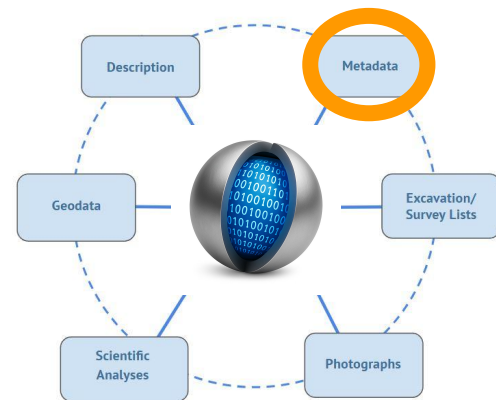 Description
Metadata
Geodata
Excavation/
Survey Lists
Scientific
Analyses
Photographs